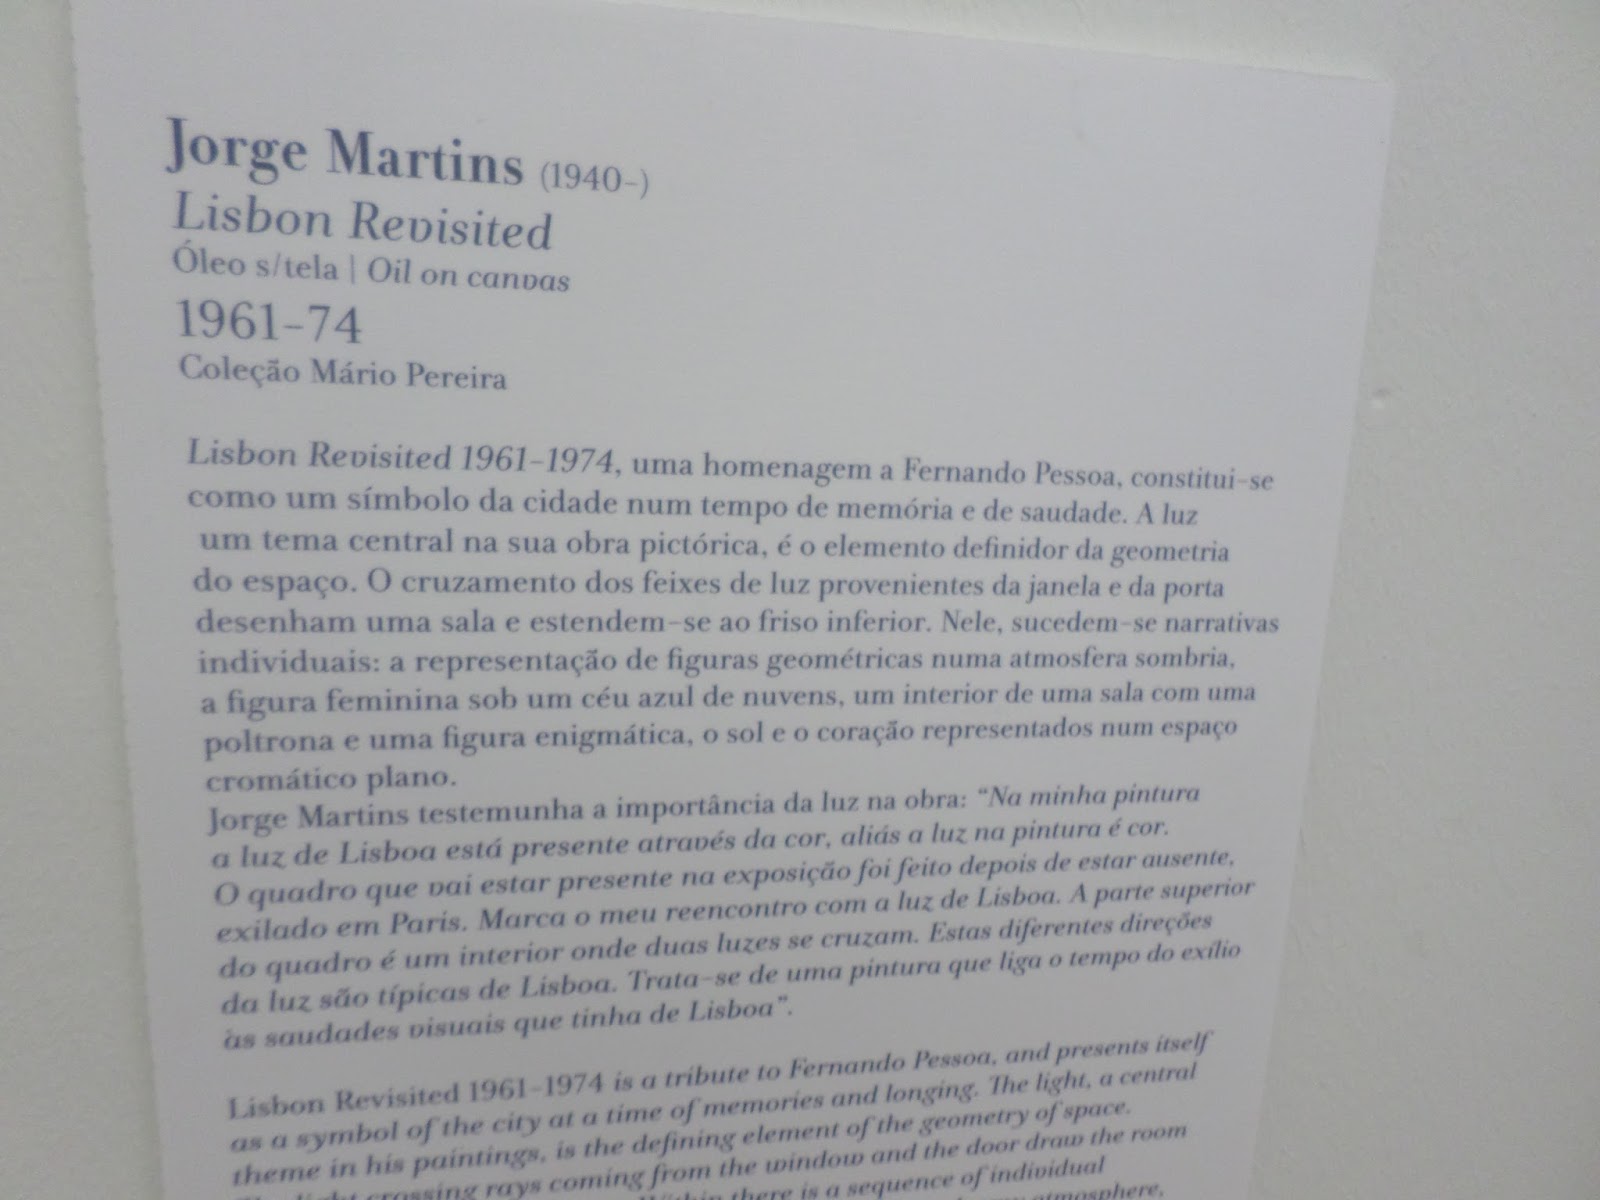 Jorge Martins (1940-)
Lisbon Revisited
Óleo s/tela | Oil on canvas
1961-74
Coleção Mário Pereira
Lisbon Revisited 1961-1974, uma homenagem a Fernando Pessoa, constitui-se
como um símbolo da cidade num tempo de memória e de saudade. A luz
um tema central na sua obra pictórica, é o elemento definidor da geometria
do espaço. O cruzamento dos feixes de luz provenientes da janela e da porta
desenham uma sala e estendem-se ao friso inferior. Nele, sucedem-se narrativas
individuais: a representação de figuras geométricas numa atmosfera sombria,
a figura feminina sob um céu azul de nuvens, um interior de uma sala com uma
poltrona e uma figura enigmática, o sol e o coração representados num espaço
cromático plano.
Jorge Martins testemunha a importância da luz na obra: “Na minha pintura
a luz de Lisboa está presente através da cor, aliás a luz na pintura é cor.
O quadro que vai estar presente na exposição foi feito depois de estar ausente,
exilado em Paris. Marca o meu reencontro com a luz de Lisboa. A parte superior
do quadro é um interior onde duas luzes se cruzam. Estas diferentes direções
da luz são típicas de Lisboa. Trata-se de uma pintura que liga o tempo do exílio
às saudades visuais que tinha de Lisboa”.
Lisbon Revisited 1961-1974 is a tribute to Fernando Pessoa, and presents itself
as a symbol of the city at a time of memories and longing. The light, a central
theme in his paintings, is the defining element of the geometry of space.
The light crossing rays coming from the window and the door draw the room
Within there is a sequence of individual
atmosphere,